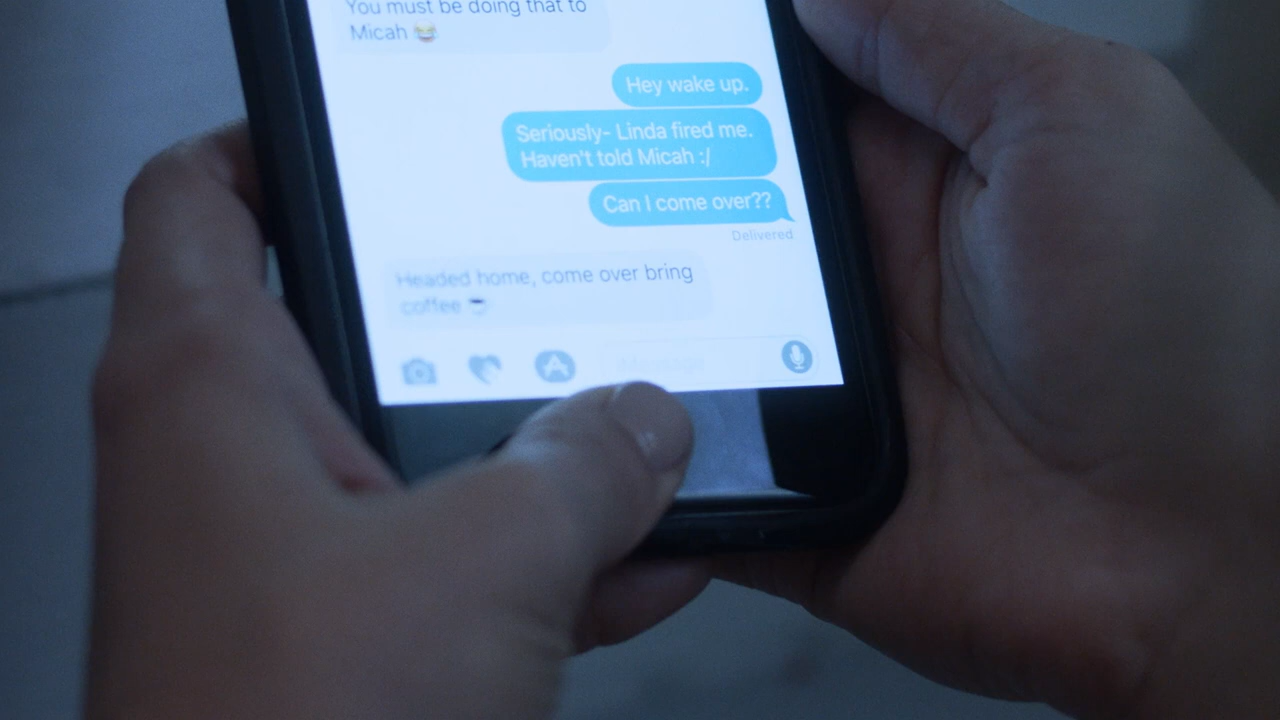 You must be doing that to
Micah 😂
Hey wake up.
Seriously- Linda fired me.
Haven't told Micah :/
Can I come over??
Delivered
Headed home, come over bring
coffee ☕
iMessage